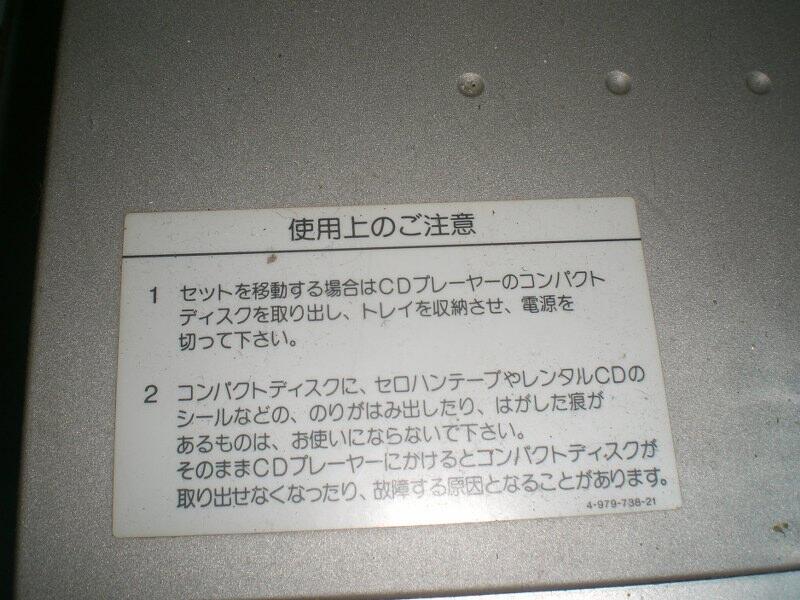 使用上のご注意
1 セットを移動する場合はCDプレーヤーのコンパクト
ディスクを取り出し、トレイを収納させ、電源を
切って下さい。
2 コンパクトディスクに、セロハンテープやレンタルCDの
シールなどの、のりがはみ出したり、はがした痕が
あるものは、お使いにならないで下さい。
そのままCDプレーヤーにかけるとコンパクトディスクが
取り出せなくなったり、故障する原因となることがあります。
4-979-738-21